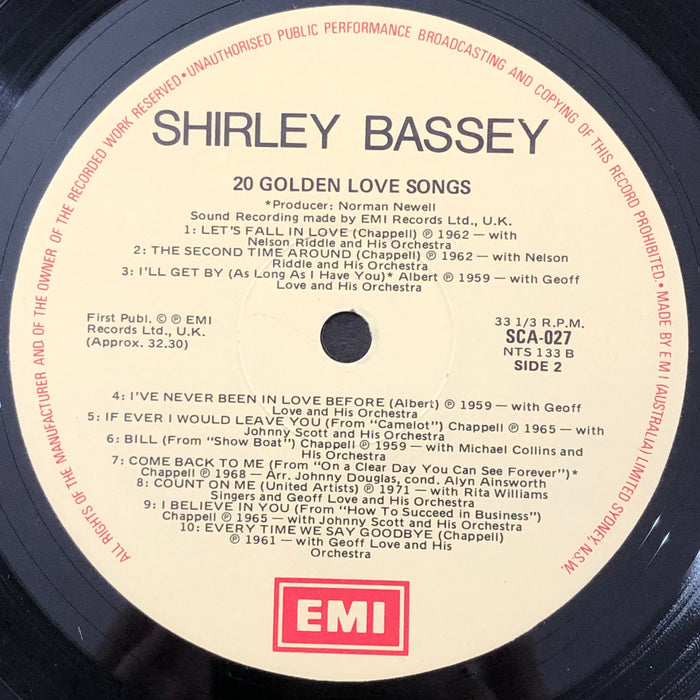 ALL RIGHTS OF THE MANUFACTURER AND OF THE OWNER OF THE RECORDED WORK RESERVED • UNAUTHORISED PUBLIC PERFORMANCE BROADCASTING AND COPYING OF THIS RECORD PROHIBITED. • MADE BY EMI (AUSTRALIA) LIMITED SYDNEY, N.S.W.
SHIRLEY BASSEY
20 GOLDEN LOVE SONGS
*Producer: Norman Newell
Sound Recording made by EMI Records Ltd., U.K.
1: LET'S FALL IN LOVE (Chappell) ℗ 1962 — with
Nelson Riddle and His Orchestra
2: THE SECOND TIME AROUND (Chappell) ℗ 1962 — with Nelson
Riddle and His Orchestra
3: I'LL GET BY (As Long As I Have You)* Albert ℗ 1959 — with Geoff
Love and His Orchestra
First Publ. © ℗ EMI
Records Ltd., U.K.
(Approx. 32.30)
33 1/3 R.P.M.
SCA-027
NTS 133 B
SIDE 2
4: I'VE NEVER BEEN IN LOVE BEFORE (Albert) ℗ 1959 — with Geoff
Love and His Orchestra
5: IF EVER I WOULD LEAVE YOU (From "Camelot") Chappell ℗ 1965 — with
Johnny Scott and His Orchestra
6: BILL (From "Show Boat") Chappell ℗ 1959 — with Michael Collins and
His Orchestra
7: COME BACK TO ME (From "On a Clear Day You Can See Forever")*
Chappell ℗ 1968 — Arr. Johnny Douglas, cond. Alyn Ainsworth
8: COUNT ON ME (United Artists) ℗ 1971 — with Rita Williams
Singers and Geoff Love and His Orchestra
9: I BELIEVE IN YOU (From "How To Succeed in Business")
Chappell ℗ 1965 — with Johnny Scott and His Orchestra
10: EVERY TIME WE SAY GOODBYE (Chappell)
℗ 1961 — with Geoff Love and His
Orchestra
EMI